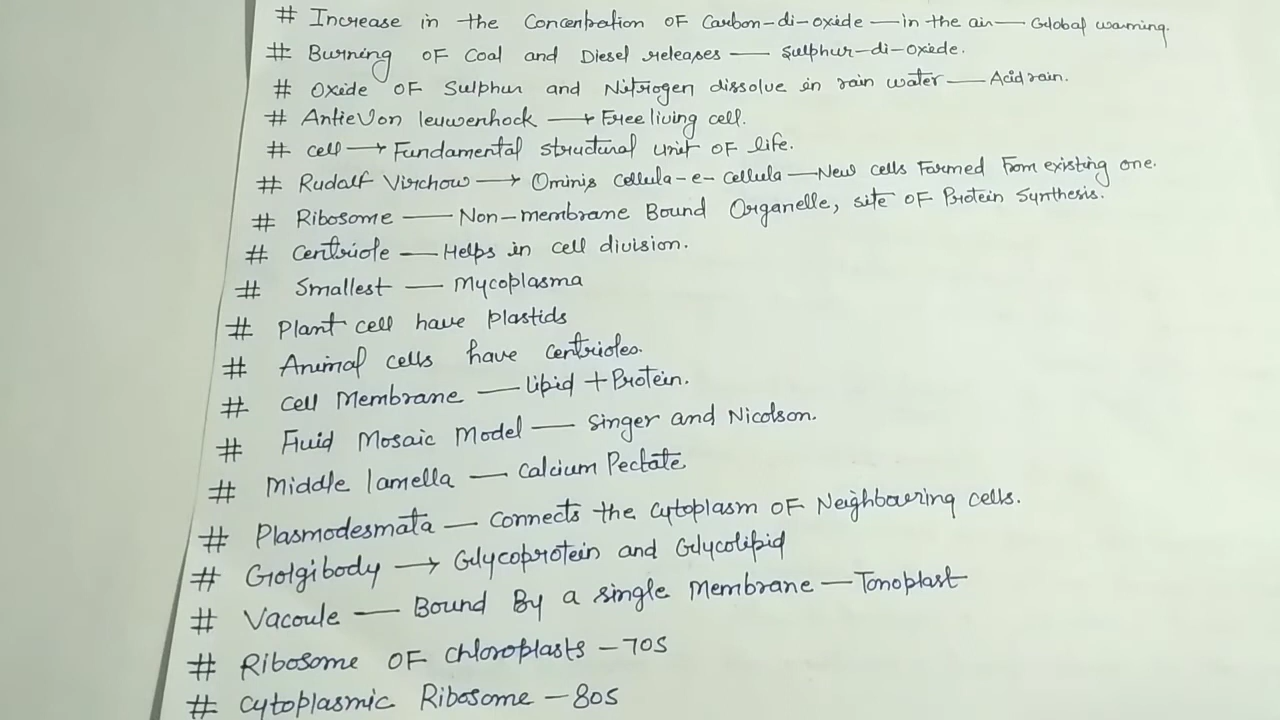 # Increase in the Concentration of Carbon-di-oxide — in the air — Global warming.
# Burning of Coal and Diesel releases — Sulphur-di-oxide.
# Oxide of Sulphur and Nitrogen dissolve in rain water — Acid rain.
# Antie Von leuwenhock → Free living cell.
# cell → Fundamental structural unit of life.
# Rudalf Virchow → Ominis cellula-e-cellula — New cells Formed From existing one.
# Ribosome — Non-membrane Bound Organelle, site of Protein Synthesis.
# Centriole — Helps in cell division.
# Smallest — Mycoplasma
# Plant cell have plastids
# Animal cells have centrioles.
# Cell Membrane — lipid + Protein.
# Fluid Mosaic Model — Singer and Nicolson.
# Middle lamella — Calcium Pectate
# Plasmodesmata — Connects the cytoplasm of Neighbouring cells.
# Golgibody → Glycoprotein and Glycolipid
# Vacoule — Bound By a single Membrane — Tonoplast
# Ribosome of chloroplasts - 70s
# Cytoplasmic Ribosome - 80s